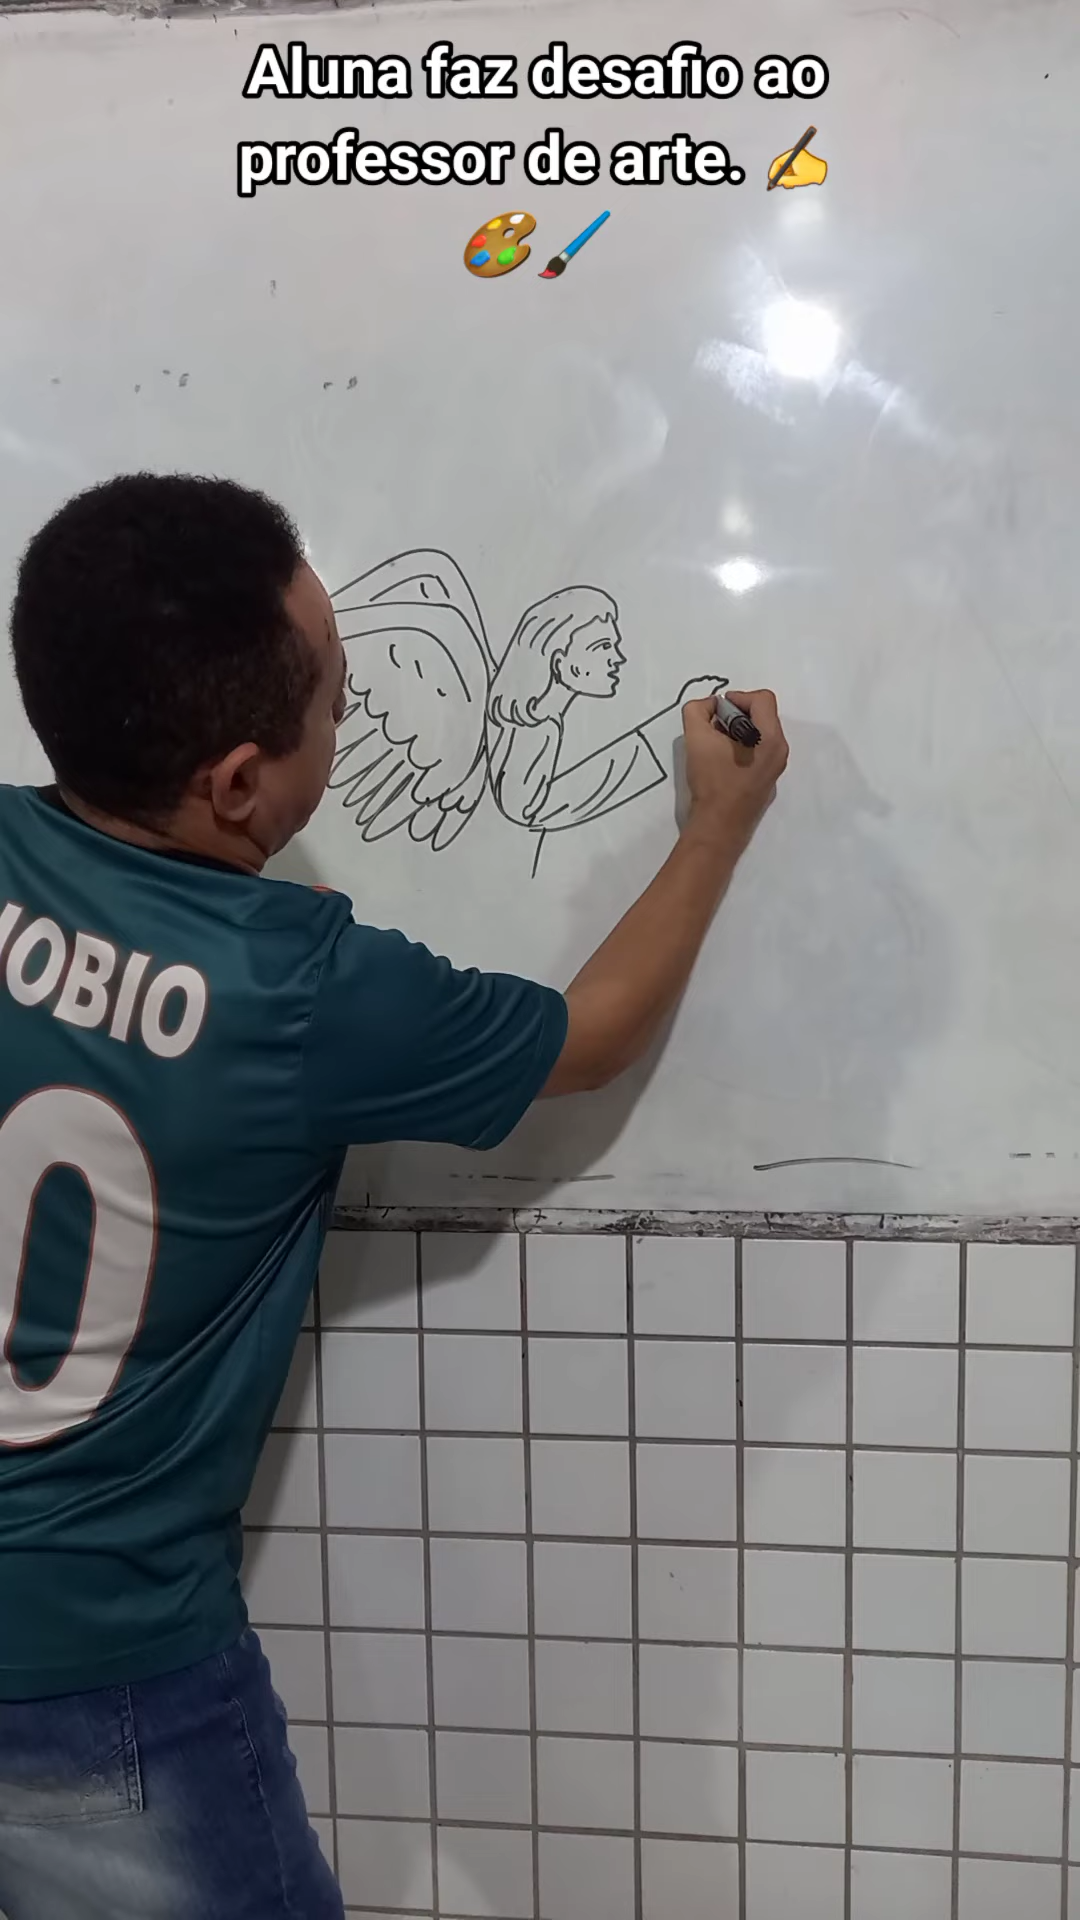 Aluna faz desafio ao
professor de arte. ✍️
🎨🖌️
OBIO
0